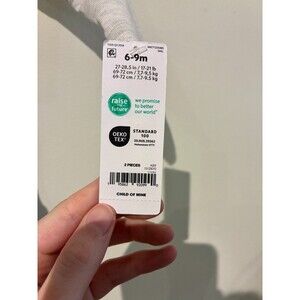 6-9m
27-28.5 in / 17-21 lb
69-72 cm / 7,7-9,5 kg
69-72 cm / 7,7-9,5 kg
raise
the
future
we promise
to better
our world
OEKO
TEX
STANDARD
100
2 PIECES
CHILD OF MINE